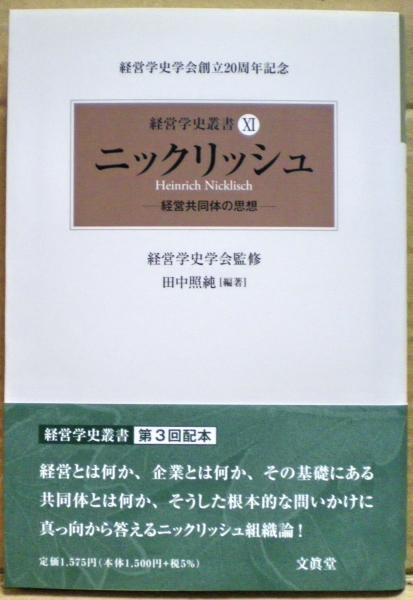 経営学史学会創立20周年記念
経営学史叢書 XI
ニックリッシュ
Heinrich Nicklisch
―経営共同体の思想―
経営学史学会監修
田中照純[編著]
経営学史叢書 第3回配本
経営とは何か、企業とは何か、その基礎にある
共同体とは何か、そうした根本的な問いかけに
真っ向から答えるニックリッシュ組織論!
定価1,575円(本体1,500円+税5%) 文眞堂